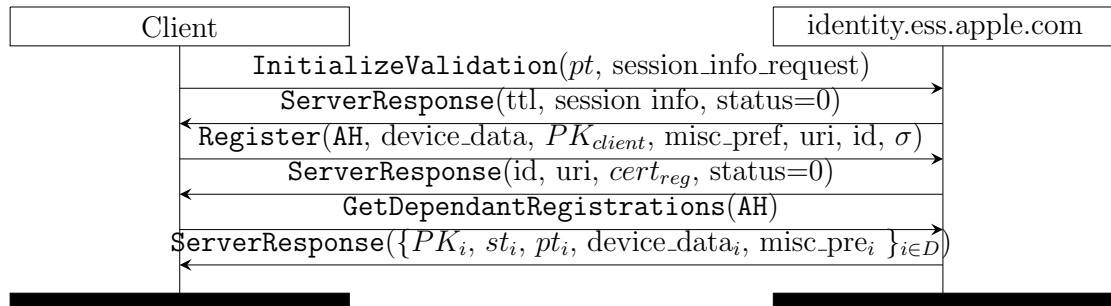 Client
identity.ess.apple.com
InitializeValidation(pt, session_info_request)
ServerResponse(ttl, session info, status=0)
Register(AH, device_data, PK_client, misc_pref, uri, id, σ)
ServerResponse(id, uri, cert_reg, status=0)
GetDependantRegistrations(AH)
ServerResponse({PK_i, st_i, pt_i, device_data_i, misc_pre_i }_i∈D)